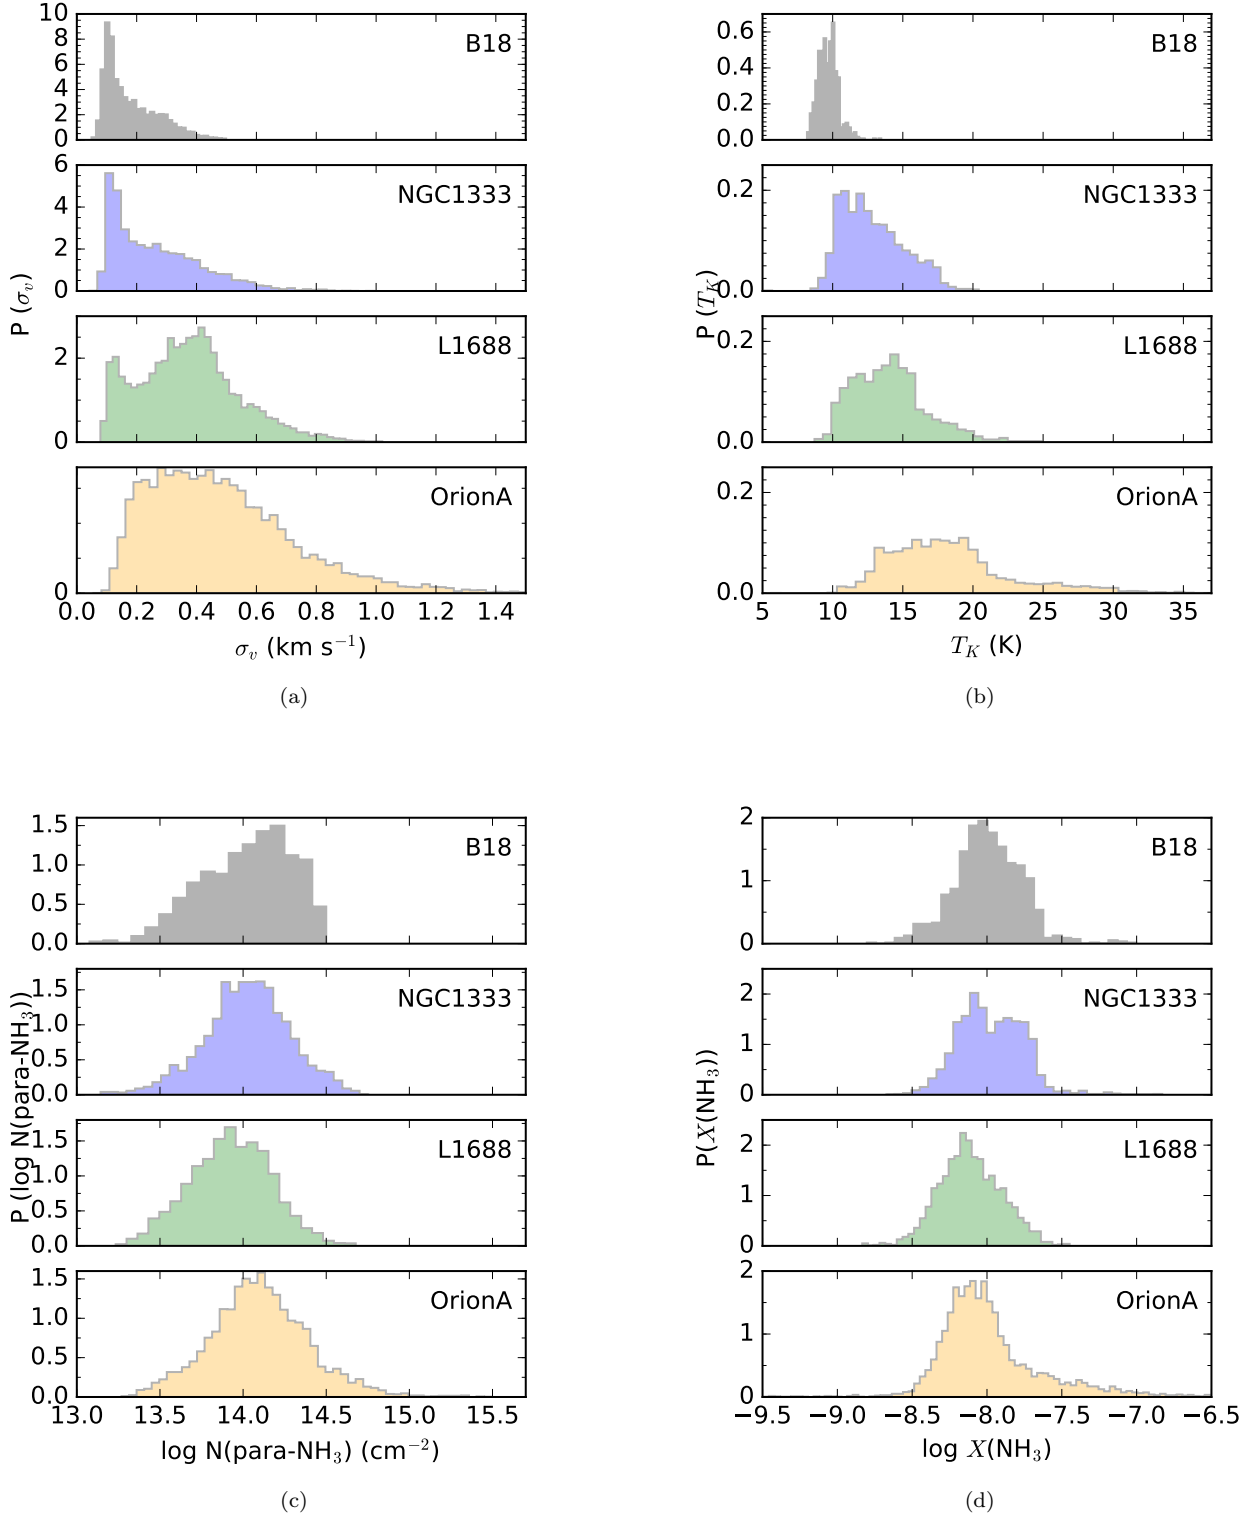 10
8
6
4
2
0
B18
6
4
2
0
NGC1333
2
0
L1688
0
OrionA
0.0 0.2 0.4 0.6 0.8 1.0 1.2 1.4
P (σᵥ)
σᵥ (km s⁻¹)
(a)
0.6
0.4
0.2
0.0
B18
0.2
0.0
NGC1333
0.2
0.0
L1688
0.2
0.0
OrionA
5 10 15 20 25 30 35
P (T_K)
T_K (K)
(b)
1.5
1.0
0.5
0.0
B18
1.5
1.0
0.5
0.0
NGC1333
1.5
1.0
0.5
0.0
L1688
1.5
1.0
0.5
0.0
OrionA
13.0 13.5 14.0 14.5 15.0 15.5
P (log N(para-NH₃))
log N(para-NH₃) (cm⁻²)
(c)
2
1
0
B18
2
1
0
NGC1333
2
1
0
L1688
2
1
0
OrionA
−9.5 −9.0 −8.5 −8.0 −7.5 −7.0 −6.5
P(X(NH₃))
log X(NH₃)
(d)